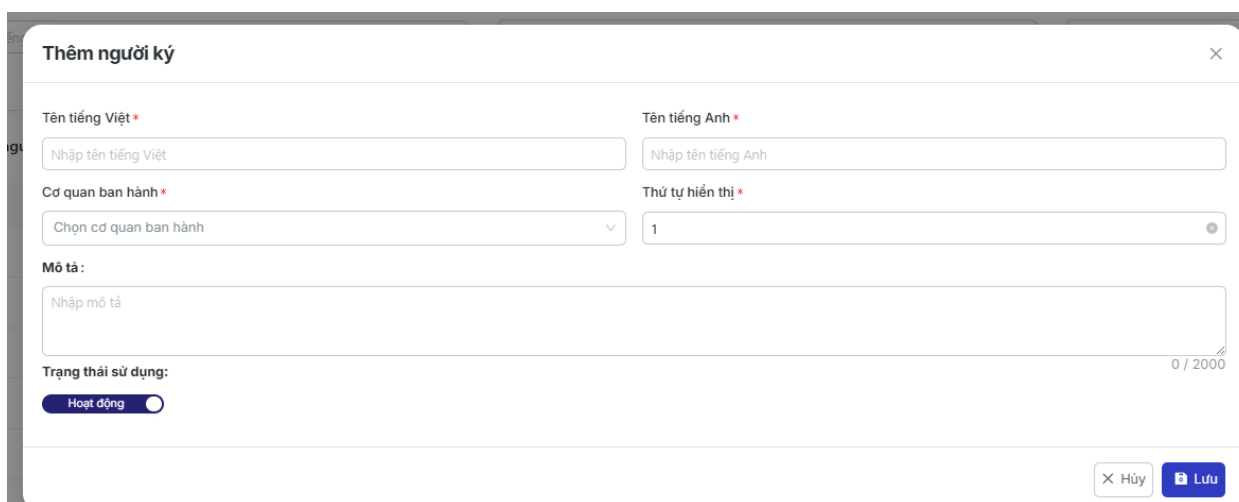 Thêm người ký
Tên tiếng Việt *
Tên tiếng Anh *
Nhập tên tiếng Việt
Nhập tên tiếng Anh
Cơ quan ban hành *
Thứ tự hiển thị *
Chọn cơ quan ban hành
1
Mô tả :
Nhập mô tả
0 / 2000
Trạng thái sử dụng:
Hoạt động
Hủy
Lưu